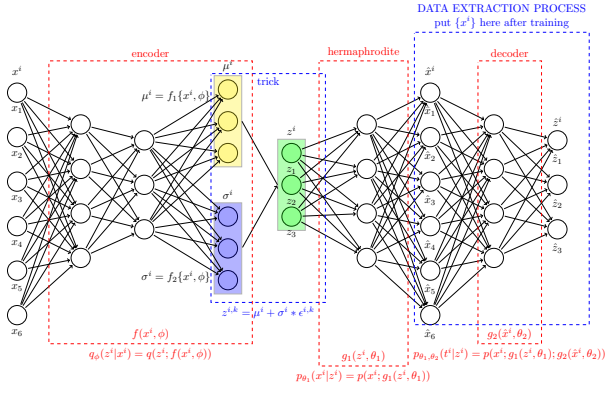 DATA EXTRACTION PROCESS
put {x^i} here after training
encoder
hermaphrodite
decoder
x^i
μ^i
trick
x̂^i
μ^i = f_1{x^i, ϕ}
x_1
x_2
x_3
x_4
x_5
x_6
z^i
z_1
z_2
z_3
x̂_1
x̂_2
x̂_3
x̂_4
x̂_5
x̂_6
ẑ^i
ẑ_1
ẑ_2
ẑ_3
σ^i
σ^i = f_2{x^i, ϕ}
z^{i,k} = μ^i + σ^i * ϵ^{i,k}
f(x^i, ϕ)
q_ϕ(z^i|x^i) = q(z^i; f(x^i, ϕ))
g_1(z^i, θ_1)
p_{θ_1}(x^i|z^i) = p(x^i; g_1(z^i, θ_1))
g_2(x̂^i, θ_2)
p_{θ_1,θ_2}(t^i|z^i) = p(x^i; g_1(z^i, θ_1); g_2(x̂^i, θ_2))